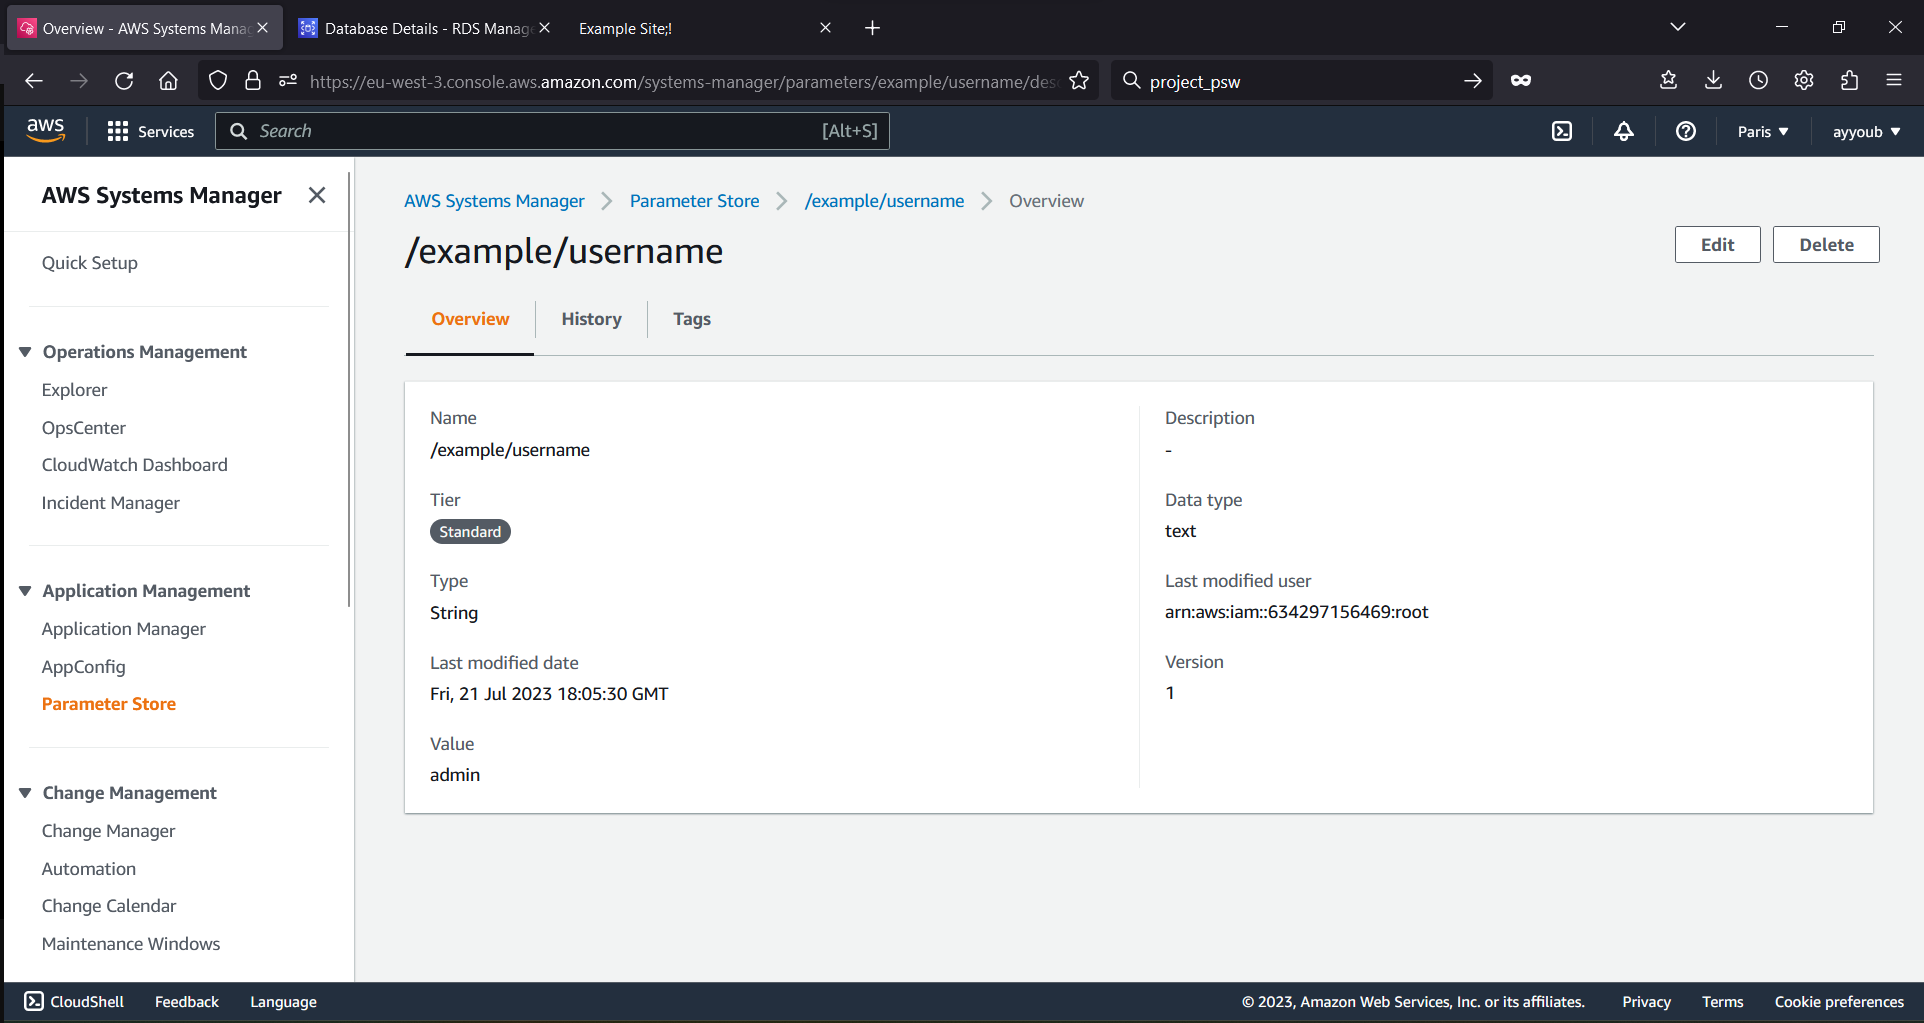 Overview - AWS Systems Manag
Database Details - RDS Manage
Example Site;!
https://eu-west-3.console.aws.amazon.com/systems-manager/parameters/example/username/des
project_psw
aws
Services
Search
[Alt+S]
Paris
ayyoub
AWS Systems Manager
Quick Setup
Operations Management
Explorer
OpsCenter
CloudWatch Dashboard
Incident Manager
Application Management
Application Manager
AppConfig
Parameter Store
Change Management
Change Manager
Automation
Change Calendar
Maintenance Windows
AWS Systems Manager > Parameter Store > /example/username > Overview
/example/username
Edit
Delete
Overview
History
Tags
Name
/example/username
Tier
Standard
Type
String
Last modified date
Fri, 21 Jul 2023 18:05:30 GMT
Value
admin
Description
-
Data type
text
Last modified user
arn:aws:iam::634297156469:root
Version
1
CloudShell
Feedback
Language
© 2023, Amazon Web Services, Inc. or its affiliates.
Privacy
Terms
Cookie preferences